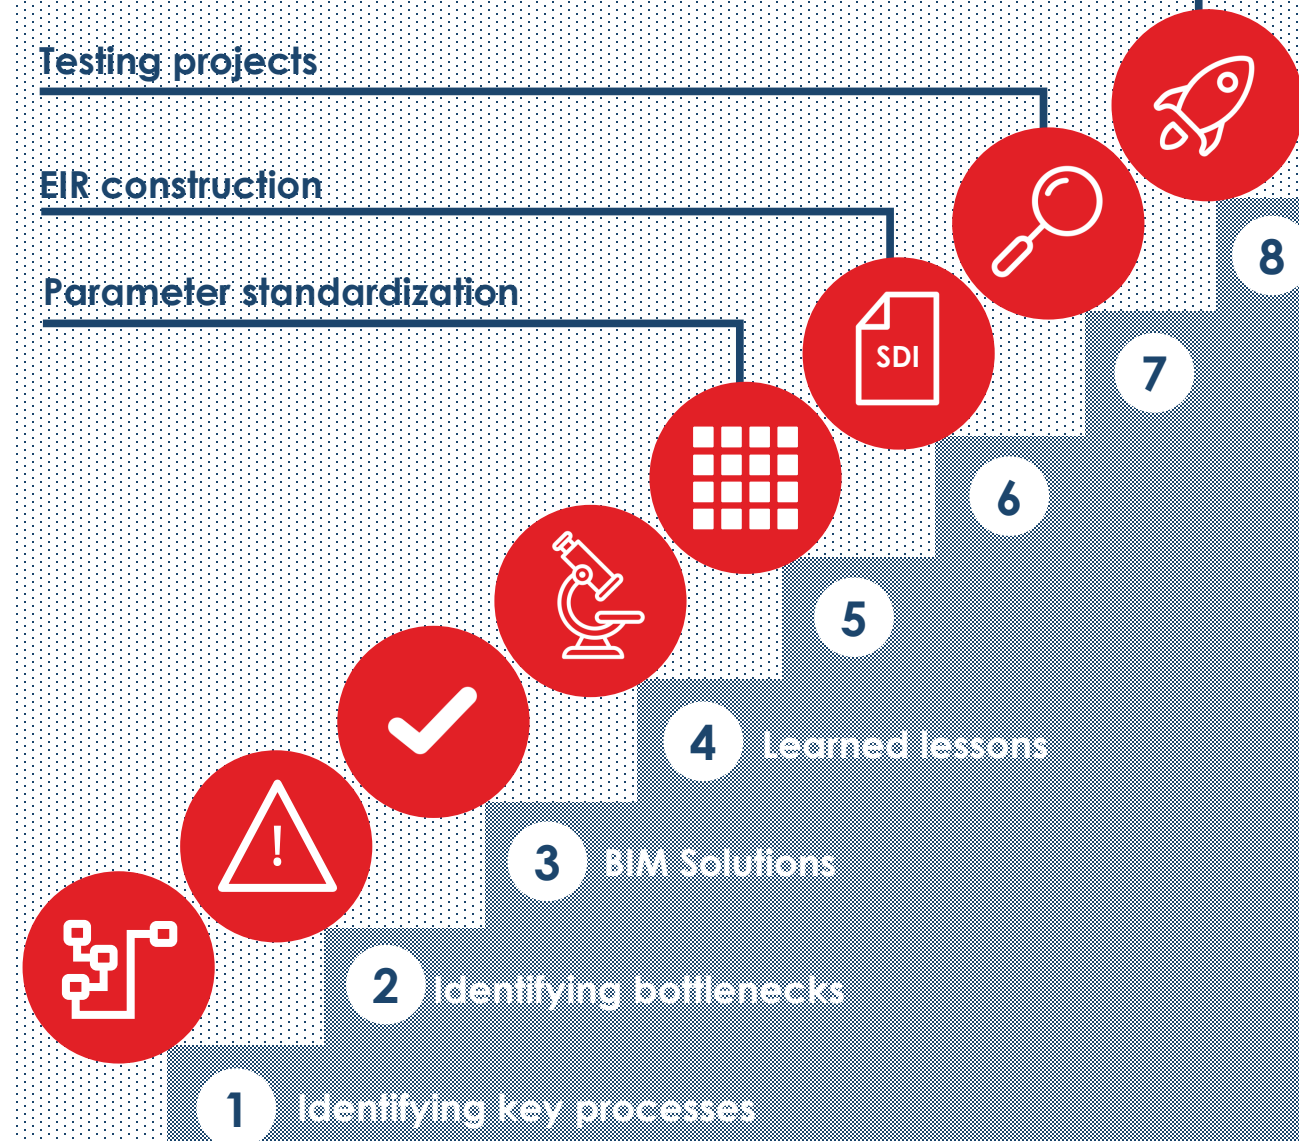 Testing projects
EIR construction
Parameter standardization
8
7
SDI
6
5
4 Learned lessons
3 BIM Solutions
!
2 Identifying bottlenecks
1 Identifying key processes